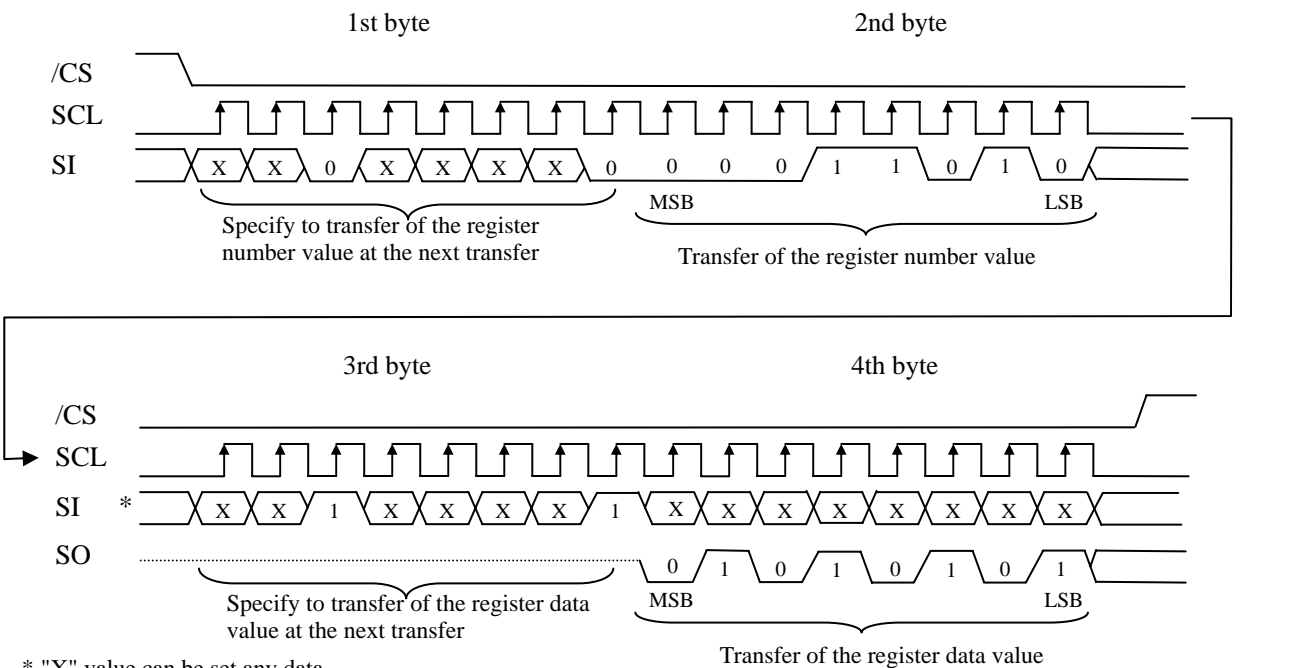 1st byte 2nd byte
/CS
SCL
SI X X 0 X X X X 0 0 0 0 1 1 0 1 0
MSB LSB
Specify to transfer of the register
number value at the next transfer
Transfer of the register number value
3rd byte 4th byte
/CS
SCL
SI * X X 1 X X X X 1 X X X X X X X X
SO 0 1 0 1 0 1 0 1
MSB LSB
Specify to transfer of the register data
value at the next transfer
Transfer of the register data value
* "X" value can be set any data